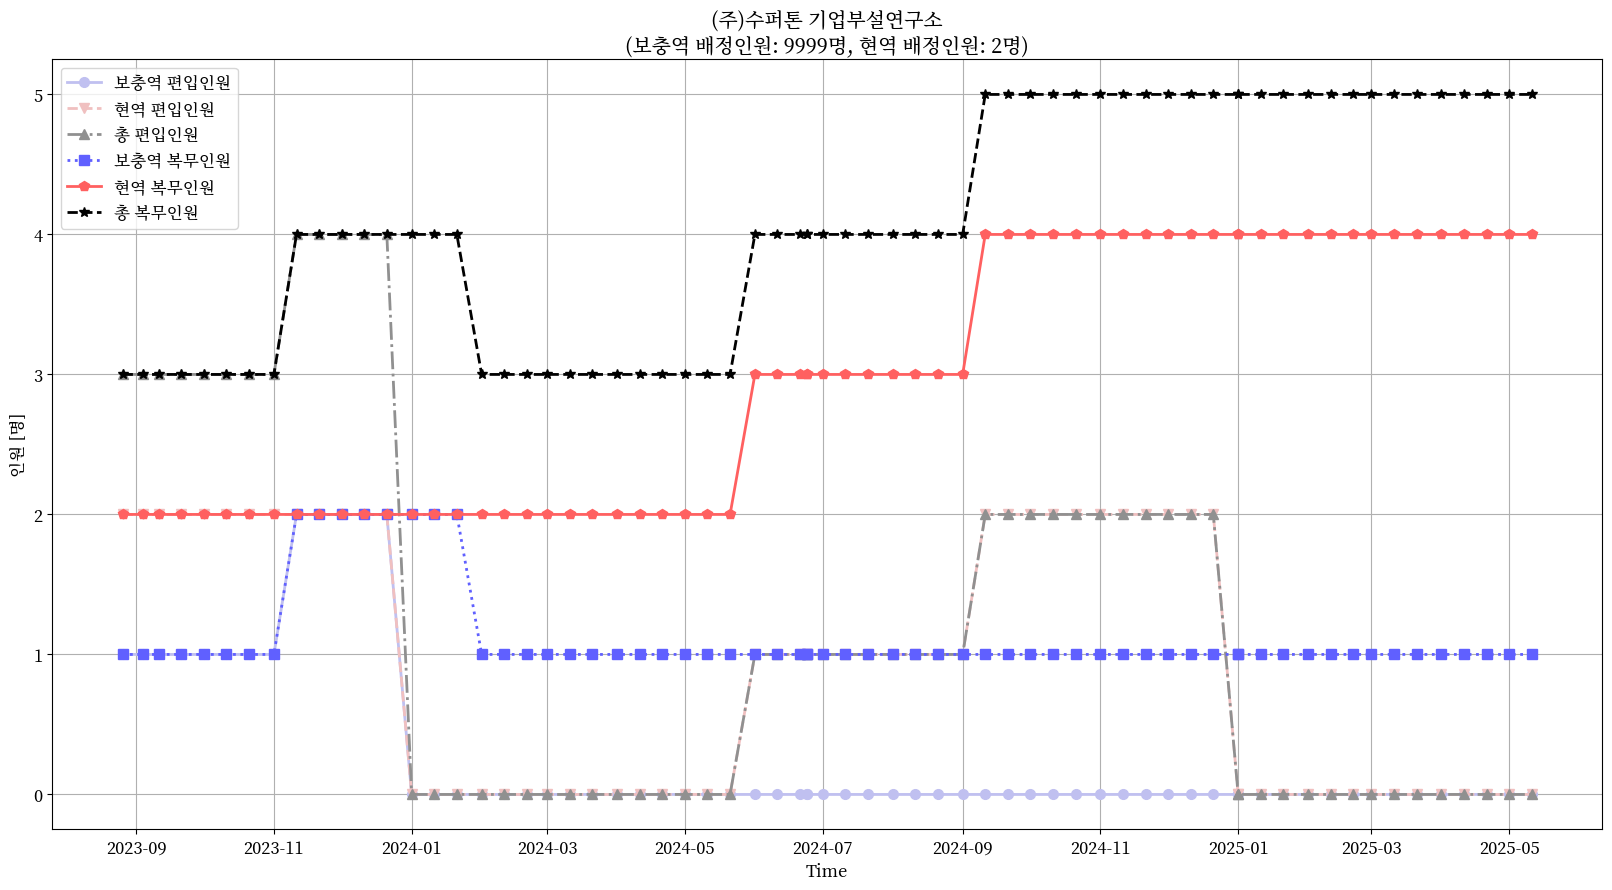 (주)수퍼톤 기업부설연구소
(보충역 배정인원: 9999명, 현역 배정인원: 2명)
보충역 편입인원
현역 편입인원
총 편입인원
보충역 복무인원
현역 복무인원
총 복무인원
5
4
3
2
1
0
인원 [명]
2023-09 2023-11 2024-01 2024-03 2024-05 2024-07 2024-09 2024-11 2025-01 2025-03 2025-05
Time